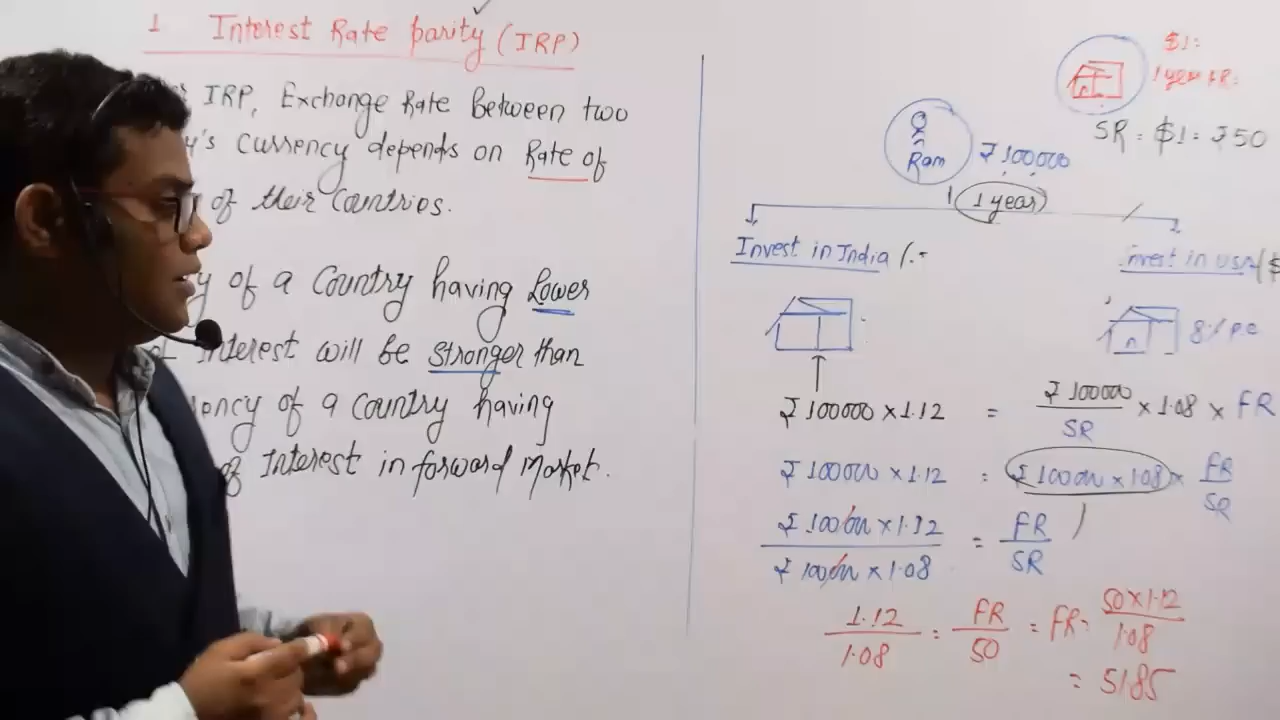 1 Interest Rate parity (IRP)
IRP, Exchange Rate Between two
y's currency depends on Rate of
of their Countries.
y of a Country having Lower
Interest will be stronger than
ency of a country having
of Interest in forward Market.
$1:
1 year FR:
SR = $1 = ₹50
Ram ₹100000
1 year
Invest in India
Invest in USA/$
8%
₹100000 × 1.12 = ₹100000/SR × 1.08 × FR
₹100000 × 1.12 = ₹100000 × 1.08 × FR/SR
₹100000 × 1.12 / ₹100000 × 1.08 = FR/SR
1.12/1.08 = FR/50 = FR = 50×1.12/1.08
= 51.85